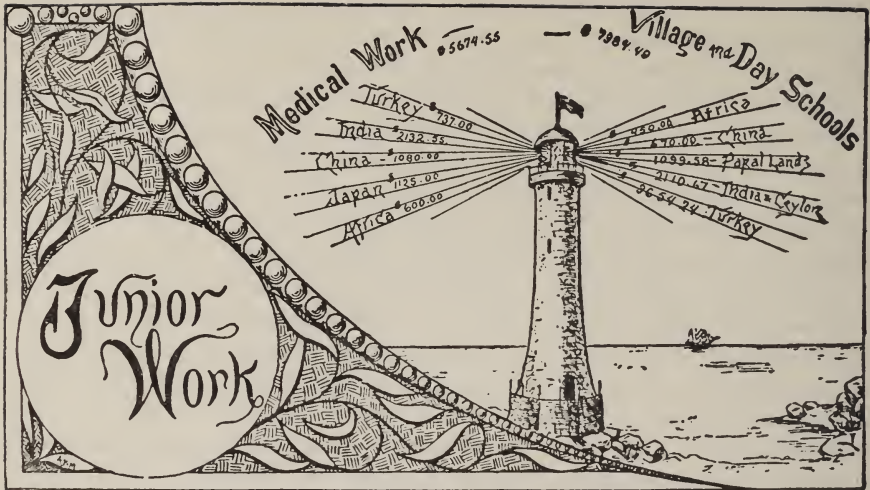 Medical Work $5674.55 — $7984.49 Village and Day Schools
Turkey $737.00
India $2132.55
China - $1080.00
Japan $1125.00
Africa $600.00
$450.00 Africa
$670.00 - China
$1099.58 - Papal Lands
$2110.67 - India & Ceylon
$9654.24 Turkey
Junior
Work